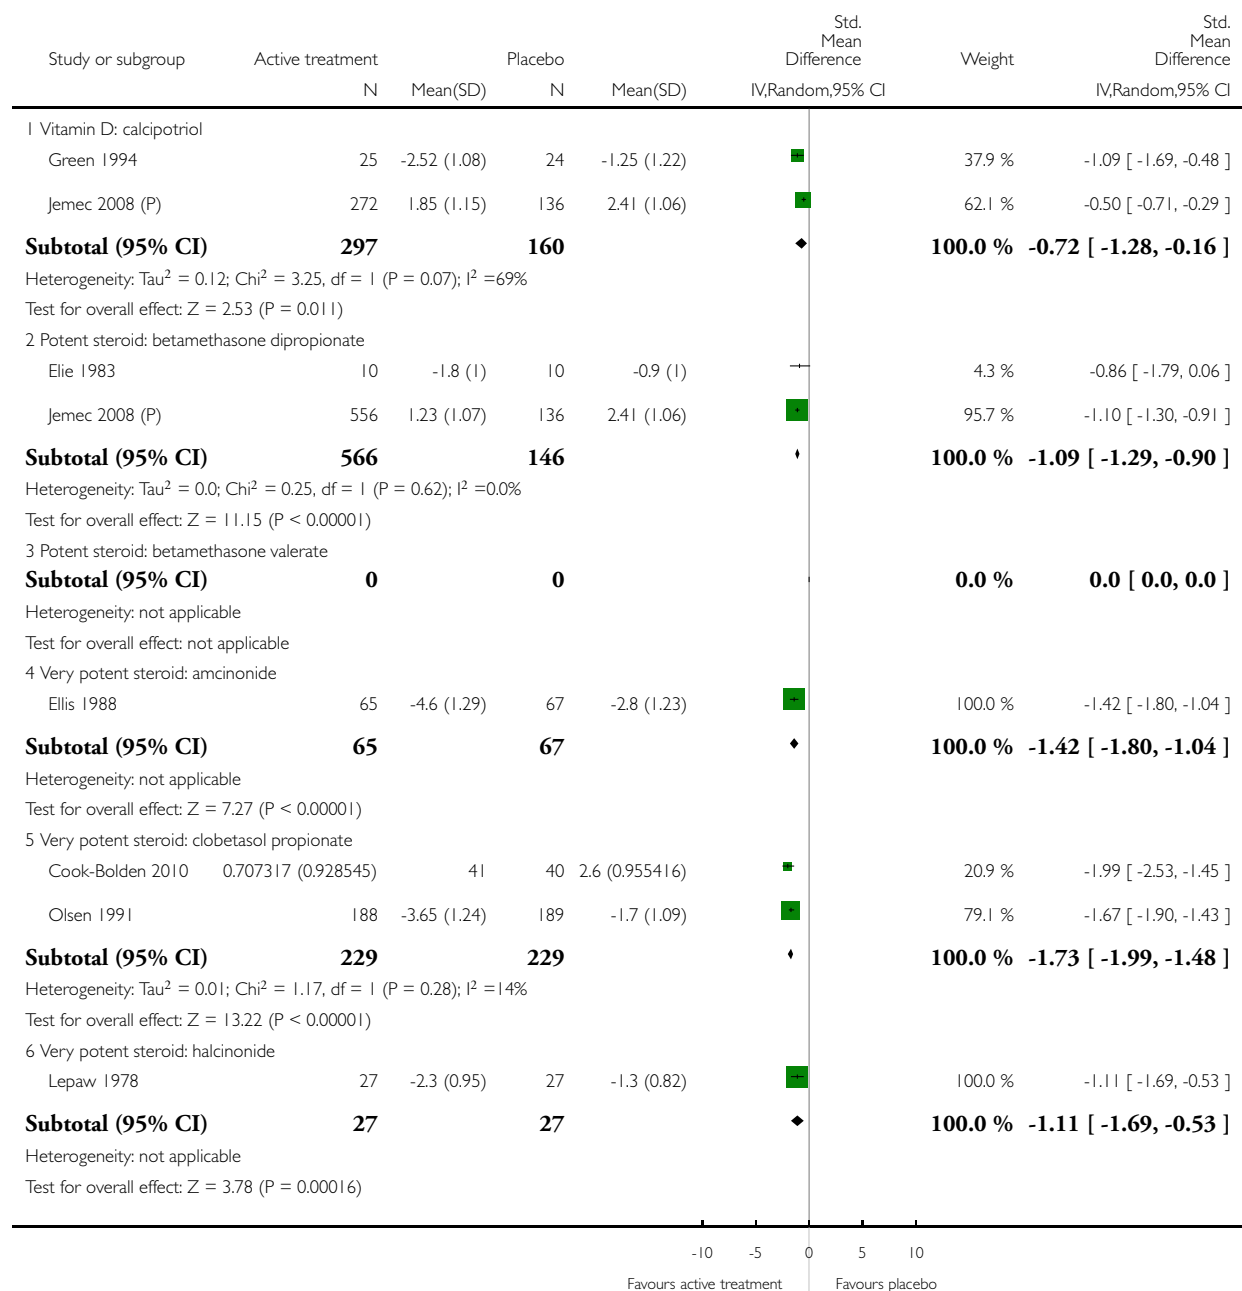 Std. Mean Difference Std. Mean Difference
Study or subgroup Active treatment Placebo Weight
N Mean(SD) N Mean(SD) IV,Random,95% CI IV,Random,95% CI
1 Vitamin D: calcipotriol
Green 1994 25 -2.52 (1.08) 24 -1.25 (1.22) 37.9 % -1.09 [ -1.69, -0.48 ]
Jemec 2008 (P) 272 1.85 (1.15) 136 2.41 (1.06) 62.1 % -0.50 [ -0.71, -0.29 ]
Subtotal (95% CI) 297 160 100.0 % -0.72 [ -1.28, -0.16 ]
Heterogeneity: Tau² = 0.12; Chi² = 3.25, df = 1 (P = 0.07); I² =69%
Test for overall effect: Z = 2.53 (P = 0.011)
2 Potent steroid: betamethasone dipropionate
Elie 1983 10 -1.8 (1) 10 -0.9 (1) 4.3 % -0.86 [ -1.79, 0.06 ]
Jemec 2008 (P) 556 1.23 (1.07) 136 2.41 (1.06) 95.7 % -1.10 [ -1.30, -0.91 ]
Subtotal (95% CI) 566 146 100.0 % -1.09 [ -1.29, -0.90 ]
Heterogeneity: Tau² = 0.0; Chi² = 0.25, df = 1 (P = 0.62); I² =0.0%
Test for overall effect: Z = 11.15 (P < 0.00001)
3 Potent steroid: betamethasone valerate
Subtotal (95% CI) 0 0 0.0 % 0.0 [ 0.0, 0.0 ]
Heterogeneity: not applicable
Test for overall effect: not applicable
4 Very potent steroid: amcinonide
Ellis 1988 65 -4.6 (1.29) 67 -2.8 (1.23) 100.0 % -1.42 [ -1.80, -1.04 ]
Subtotal (95% CI) 65 67 100.0 % -1.42 [ -1.80, -1.04 ]
Heterogeneity: not applicable
Test for overall effect: Z = 7.27 (P < 0.00001)
5 Very potent steroid: clobetasol propionate
Cook-Bolden 2010 0.707317 (0.928545) 41 40 2.6 (0.955416) 20.9 % -1.99 [ -2.53, -1.45 ]
Olsen 1991 188 -3.65 (1.24) 189 -1.7 (1.09) 79.1 % -1.67 [ -1.90, -1.43 ]
Subtotal (95% CI) 229 229 100.0 % -1.73 [ -1.99, -1.48 ]
Heterogeneity: Tau² = 0.01; Chi² = 1.17, df = 1 (P = 0.28); I² =14%
Test for overall effect: Z = 13.22 (P < 0.00001)
6 Very potent steroid: halcinonide
Lepaw 1978 27 -2.3 (0.95) 27 -1.3 (0.82) 100.0 % -1.11 [ -1.69, -0.53 ]
Subtotal (95% CI) 27 27 100.0 % -1.11 [ -1.69, -0.53 ]
Heterogeneity: not applicable
Test for overall effect: Z = 3.78 (P = 0.00016)
-10 -5 0 5 10
Favours active treatment Favours placebo